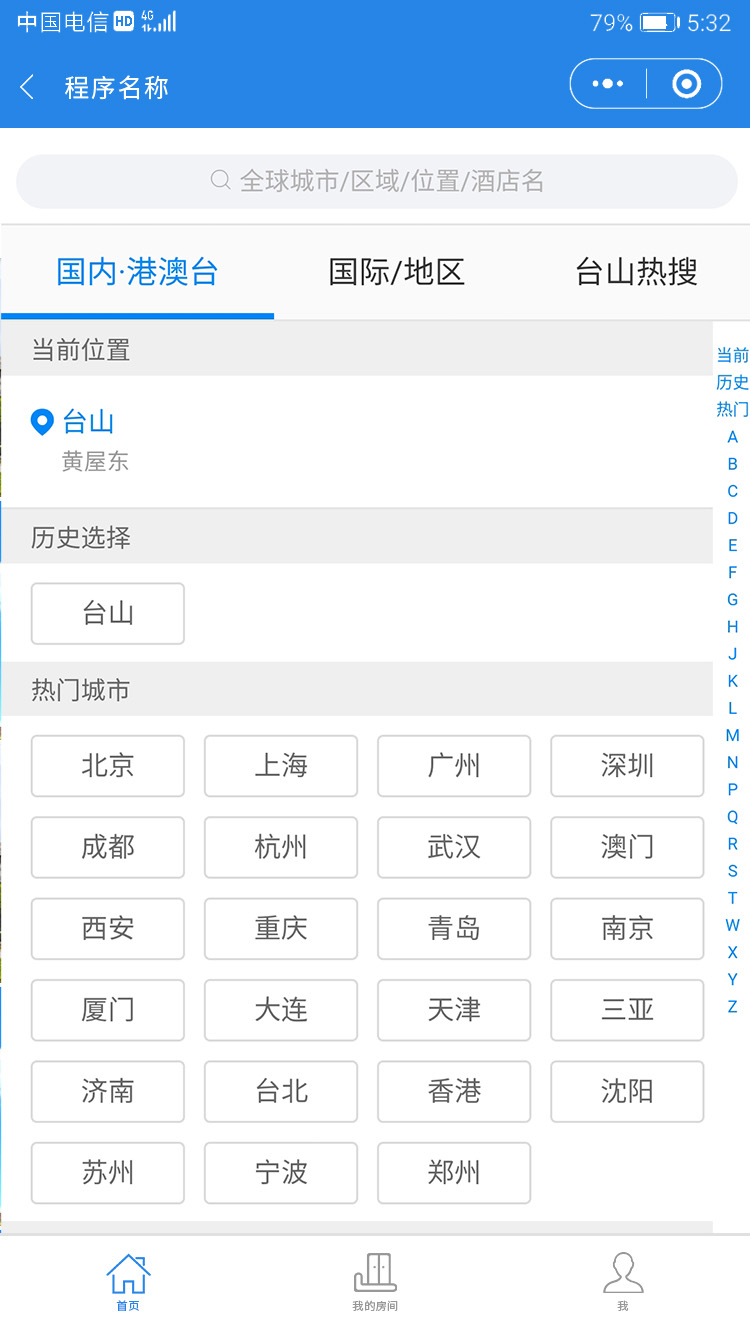 中国电信 HD 4G 79% 5:32
程序名称
全球城市/区域/位置/酒店名
国内·港澳台 国际/地区 台山热搜
当前位置
台山
黄屋东
历史选择
台山
热门城市
北京 上海 广州 深圳
成都 杭州 武汉 澳门
西安 重庆 青岛 南京
厦门 大连 天津 三亚
济南 台北 香港 沈阳
苏州 宁波 郑州
当前
历史
热门
A
B
C
D
E
F
G
H
J
K
L
M
N
P
Q
R
S
T
W
X
Y
Z
首页 我的房间 我